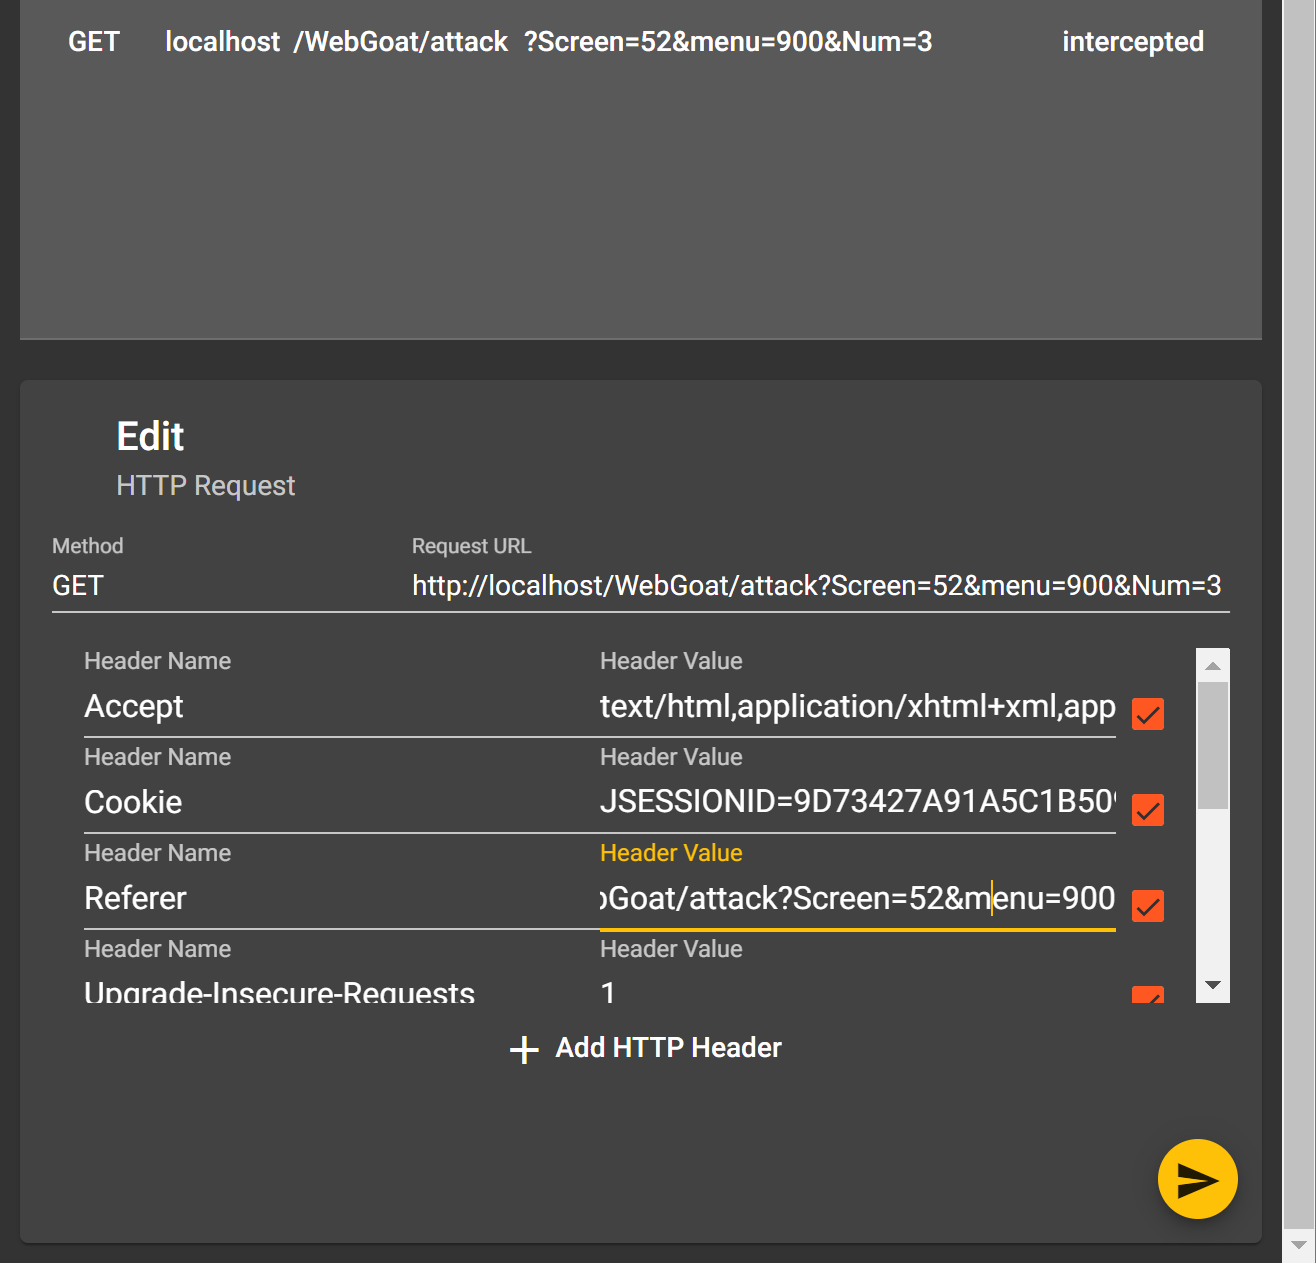 GET localhost /WebGoat/attack ?Screen=52&menu=900&Num=3 intercepted
Edit
HTTP Request
Method Request URL
GET http://localhost/WebGoat/attack?Screen=52&menu=900&Num=3
Header Name Header Value
Accept text/html,application/xhtml+xml,app
Header Name Header Value
Cookie JSESSIONID=9D73427A91A5C1B509
Header Name Header Value
Referer bGoat/attack?Screen=52&menu=900
Header Name Header Value
Upgrade-Insecure-Requests 1
Add HTTP Header